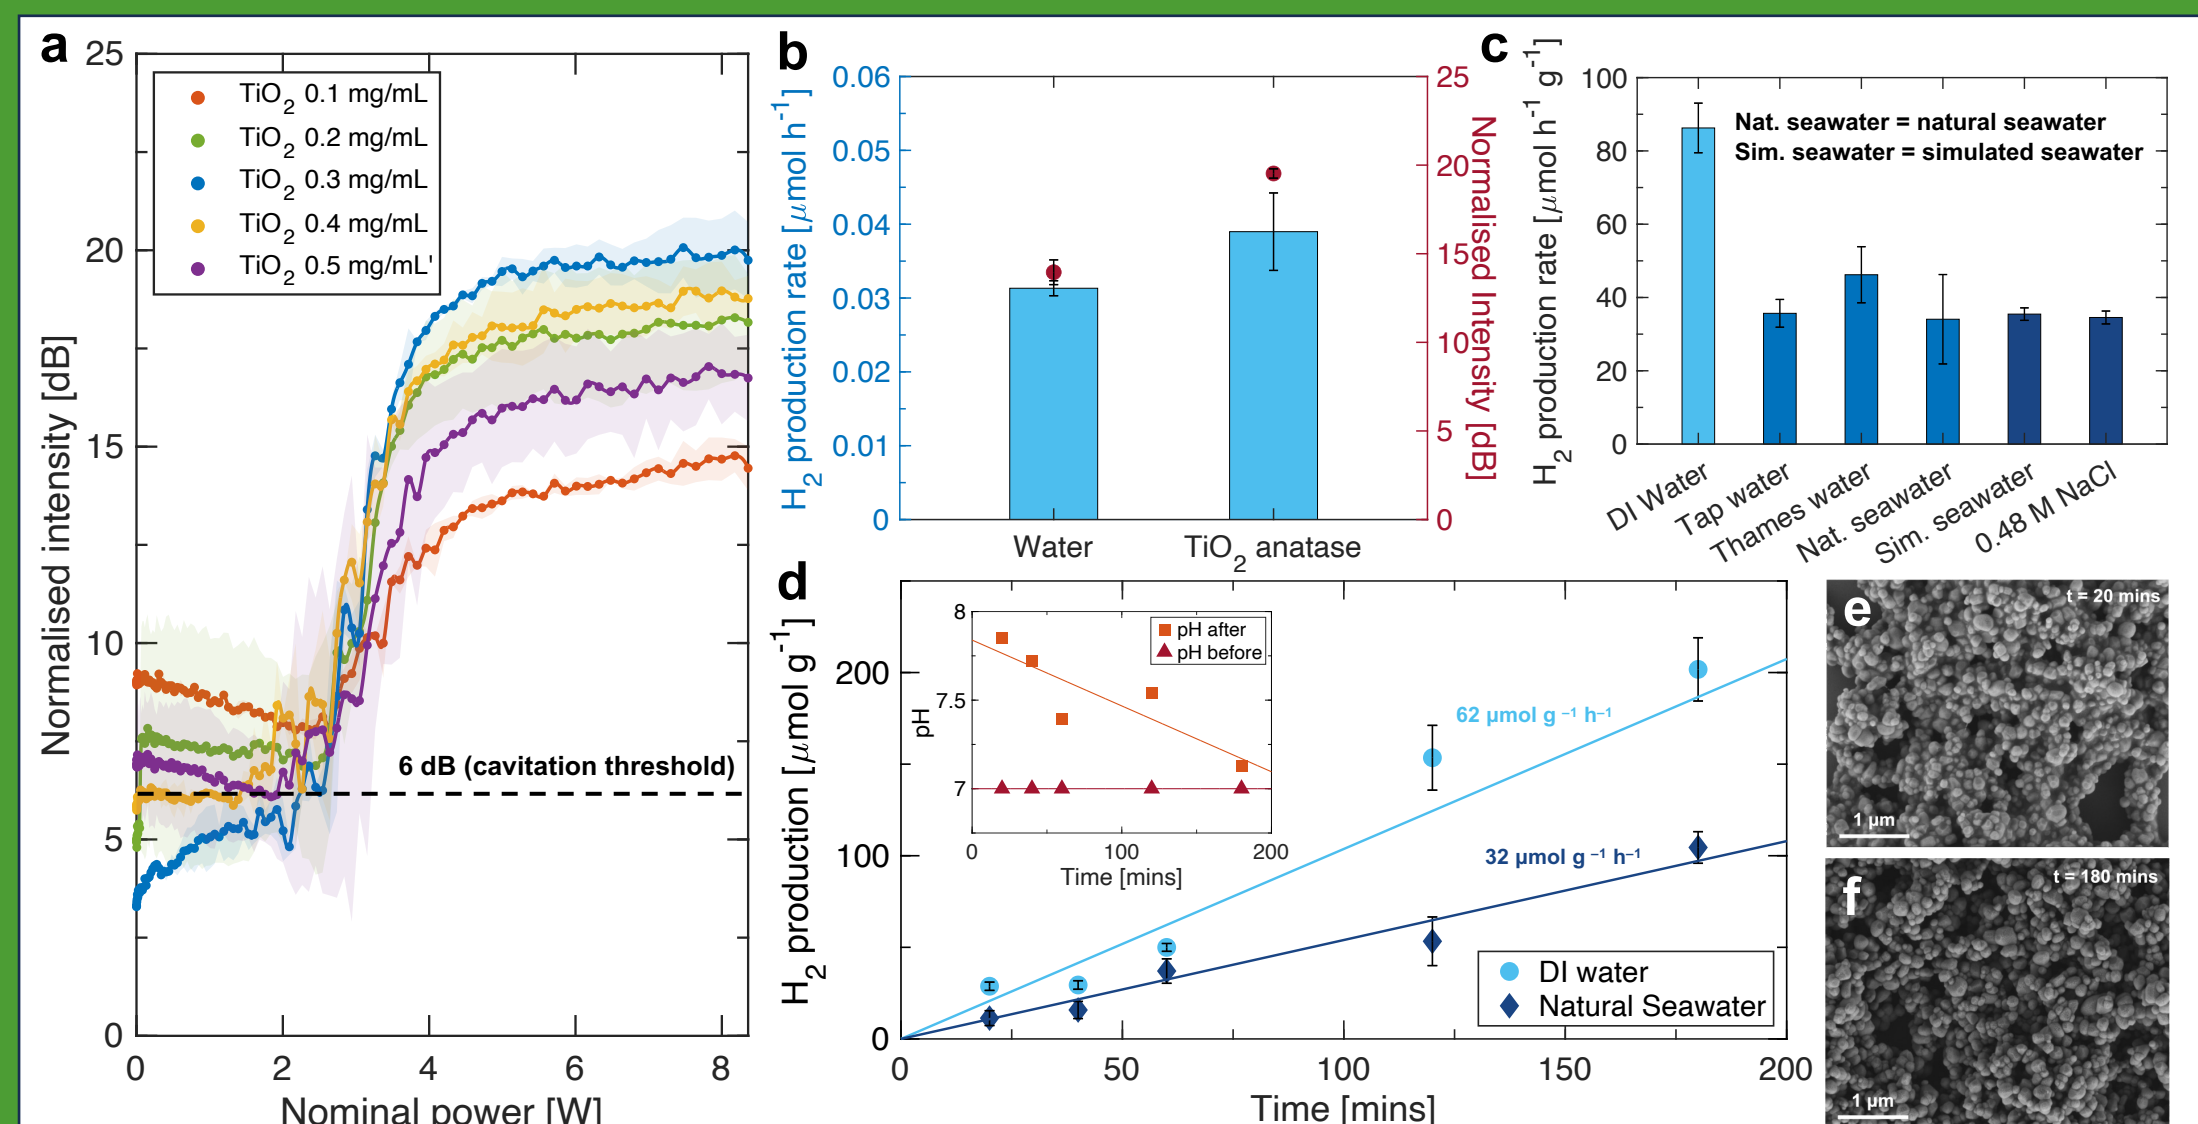 a
25
20
15
10
5
0
Normalised intensity [dB]
TiO2 0.1 mg/mL
TiO2 0.2 mg/mL
TiO2 0.3 mg/mL
TiO2 0.4 mg/mL
TiO2 0.5 mg/mL'
6 dB (cavitation threshold)
0 2 4 6 8
Nominal power [W]
b
0.06
0.05
0.04
0.03
0.02
0.01
0
H2 production rate [μmol h-1]
25
20
15
10
5
0
Normalised Intensity [dB]
Water TiO2 anatase
c
100
80
60
40
20
0
H2 production rate [μmol h-1 g-1]
Nat. seawater = natural seawater
Sim. seawater = simulated seawater
DI Water
Tap water
Thames water
Nat. seawater
Sim. seawater
0.48 M NaCl
d
200
100
0
H2 production [μmol g-1]
8
7.5
7
pH
pH after
pH before
0 100 200
Time [mins]
62 μmol g −1 h−1
32 μmol g −1 h−1
DI water
Natural Seawater
0 50 100 150 200
Time [mins]
e
t = 20 mins
1 μm
f
t = 180 mins
1 μm